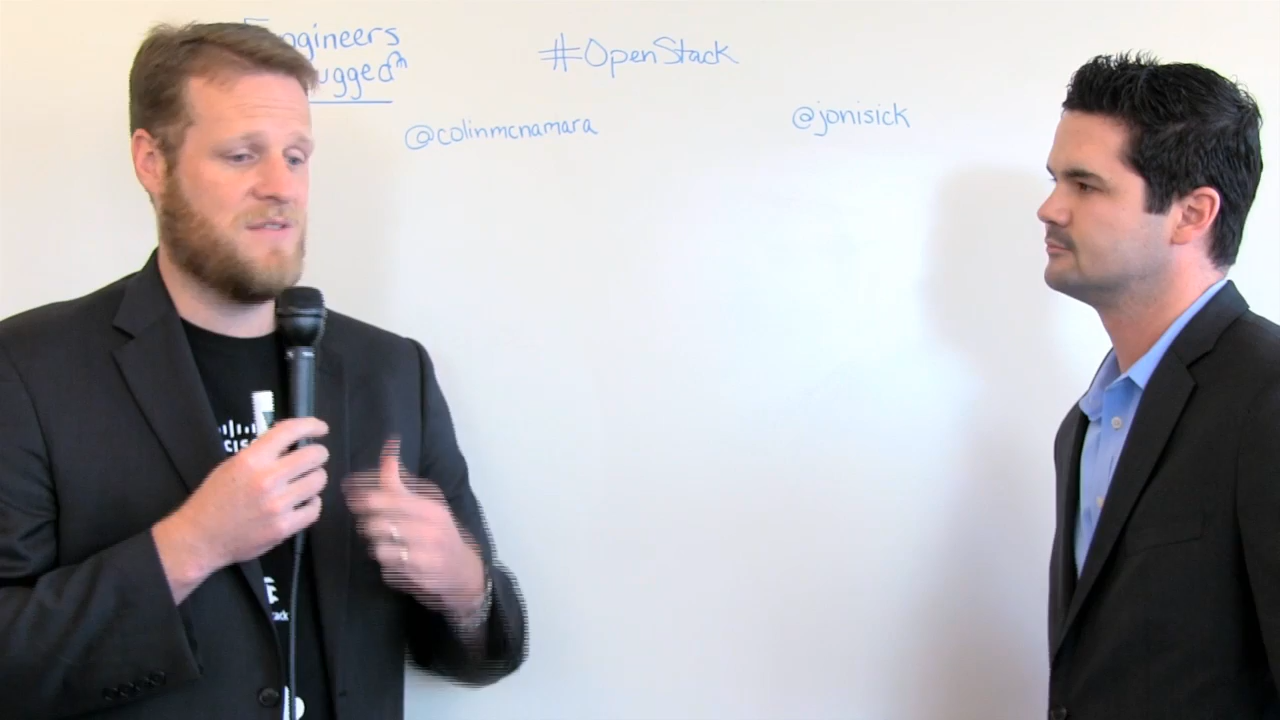 Engineers
ugged
#OpenStack
@colinmcnamara
@jonisick